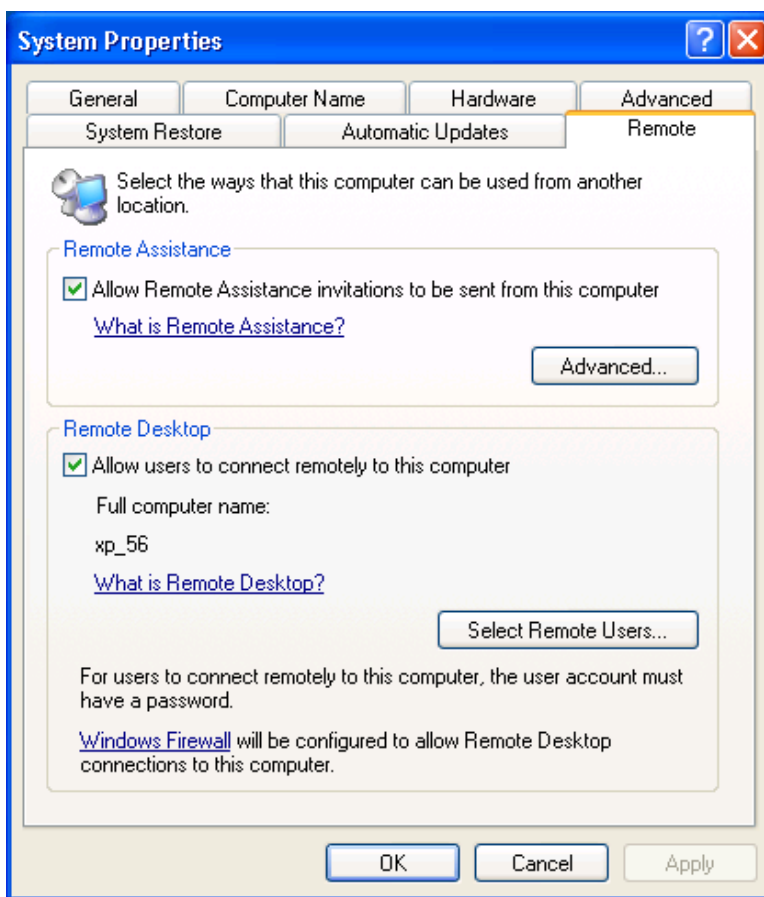 System Properties
General Computer Name Hardware Advanced
System Restore Automatic Updates Remote
Select the ways that this computer can be used from another
location.
Remote Assistance
Allow Remote Assistance invitations to be sent from this computer
What is Remote Assistance?
Advanced...
Remote Desktop
Allow users to connect remotely to this computer
Full computer name:
xp_56
What is Remote Desktop?
Select Remote Users...
For users to connect remotely to this computer, the user account must
have a password.
Windows Firewall will be configured to allow Remote Desktop
connections to this computer.
OK Cancel Apply